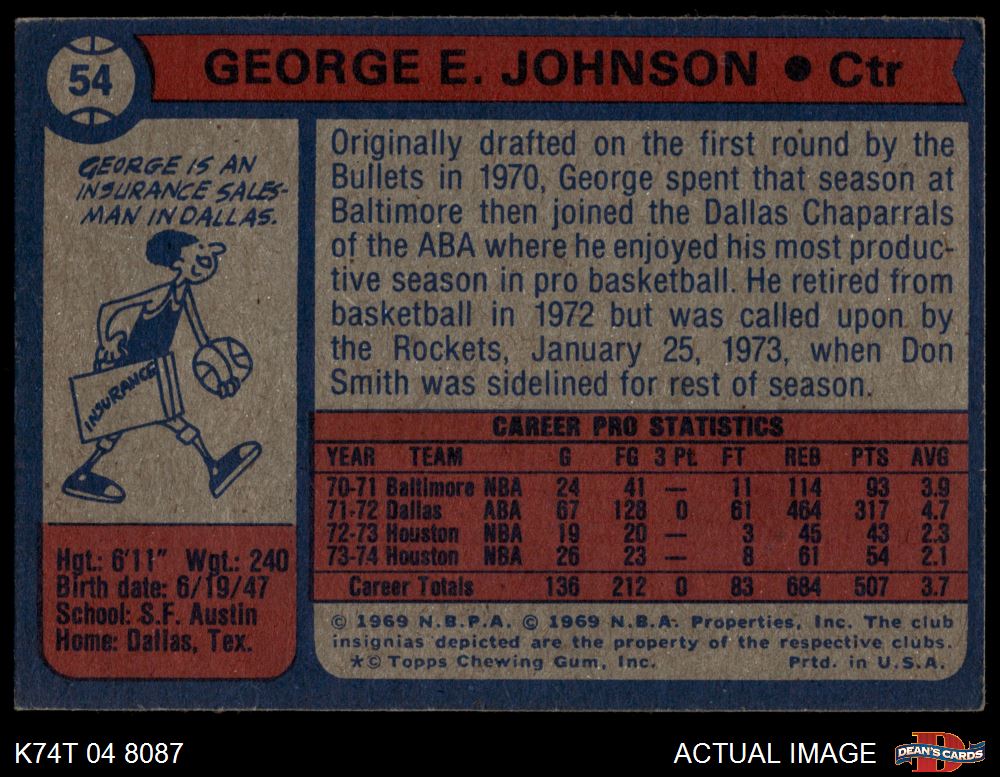 54
GEORGE E. JOHNSON ● Ctr
GEORGE IS AN
INSURANCE SALES-
MAN IN DALLAS.
INSURANCE
Hgt.: 6'11" Wgt.: 240
Birth date: 6/19/47
School: S.F. Austin
Home: Dallas, Tex.
Originally drafted on the first round by the
Bullets in 1970, George spent that season at
Baltimore then joined the Dallas Chaparrals
of the ABA where he enjoyed his most produc-
tive season in pro basketball. He retired from
basketball in 1972 but was called upon by
the Rockets, January 25, 1973, when Don
Smith was sidelined for rest of season.
CAREER PRO STATISTICS
YEAR TEAM G FG 3 Pt. FT REB PTS AVG
70-71 Baltimore NBA 24 41 — 11 114 93 3.9
71-72 Dallas ABA 67 128 0 61 464 317 4.7
72-73 Houston NBA 19 20 — 3 45 43 2.3
73-74 Houston NBA 26 23 — 8 61 54 2.1
Career Totals 136 212 0 83 684 507 3.7
© 1969 N.B.P.A. © 1969 N.B.A. Properties, Inc. The club
insignias depicted are the property of the respective clubs.
*© Topps Chewing Gum, Inc. Prtd. in U.S.A.
K74T 04 8087
ACTUAL IMAGE
D
DEAN'S CARDS